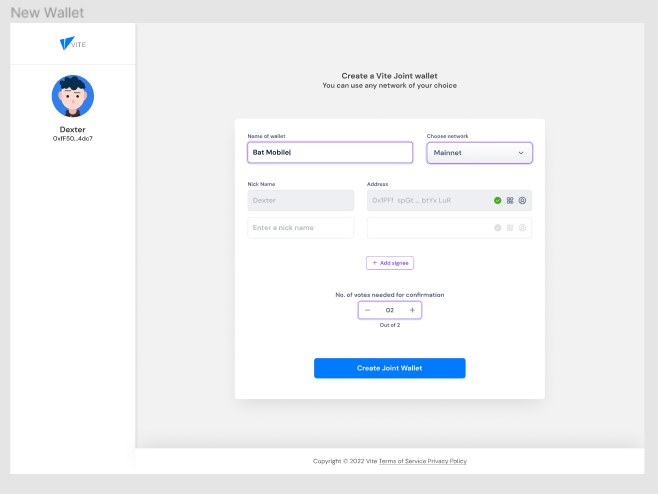 New Wallet
VITE
Dexter
0xfF50...4dc7
Create a Vite Joint wallet
You can use any network of your choice
Name of wallet
Choose network
Bat Mobile
Mainnet
Nick Name
Address
Dexter
0x1PPf spGt ... btYx LuR
Enter a nick name
+ Add signee
No. of votes needed for confirmation
− 02 +
Out of 2
Create Joint Wallet
Copyright © 2022 Vite Terms of Service Privacy Policy